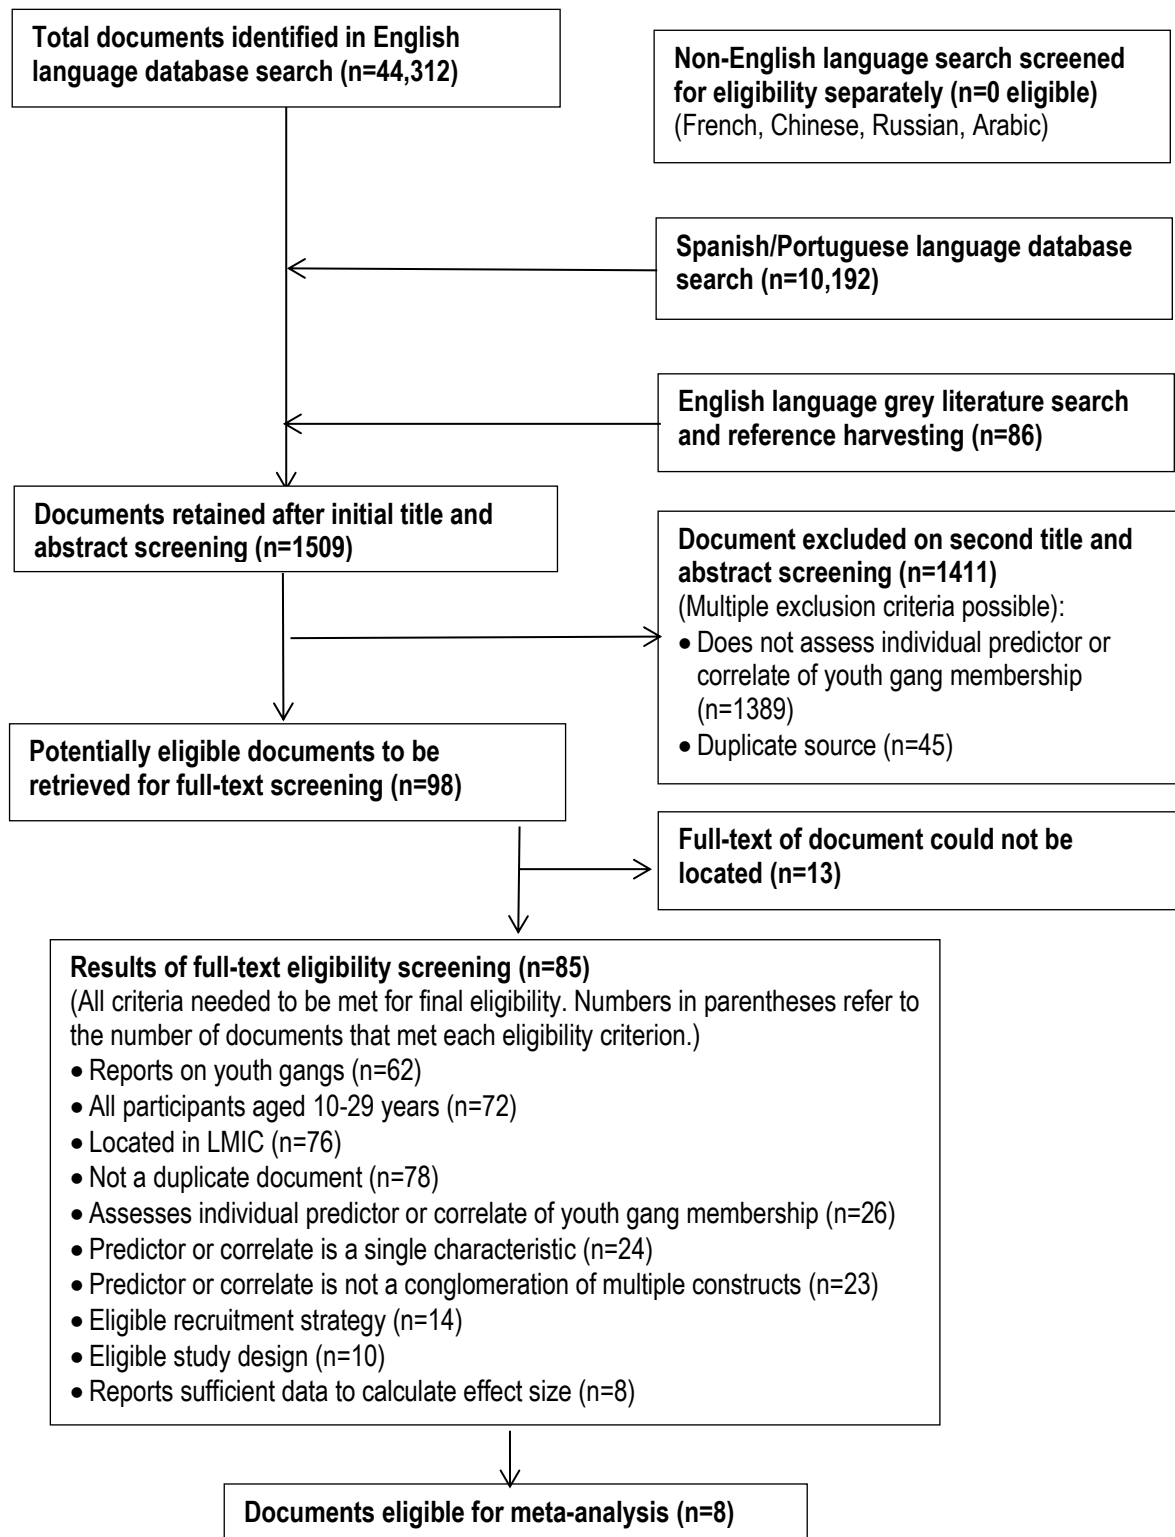 Total documents identified in English
language database search (n=44,312)
Non-English language search screened
for eligibility separately (n=0 eligible)
(French, Chinese, Russian, Arabic)
Spanish/Portuguese language database
search (n=10,192)
English language grey literature search
and reference harvesting (n=86)
Documents retained after initial title and
abstract screening (n=1509)
Document excluded on second title and
abstract screening (n=1411)
(Multiple exclusion criteria possible):
• Does not assess individual predictor or
correlate of youth gang membership
(n=1389)
• Duplicate source (n=45)
Potentially eligible documents to be
retrieved for full-text screening (n=98)
Full-text of document could not be
located (n=13)
Results of full-text eligibility screening (n=85)
(All criteria needed to be met for final eligibility. Numbers in parentheses refer to
the number of documents that met each eligibility criterion.)
• Reports on youth gangs (n=62)
• All participants aged 10-29 years (n=72)
• Located in LMIC (n=76)
• Not a duplicate document (n=78)
• Assesses individual predictor or correlate of youth gang membership (n=26)
• Predictor or correlate is a single characteristic (n=24)
• Predictor or correlate is not a conglomeration of multiple constructs (n=23)
• Eligible recruitment strategy (n=14)
• Eligible study design (n=10)
• Reports sufficient data to calculate effect size (n=8)
Documents eligible for meta-analysis (n=8)